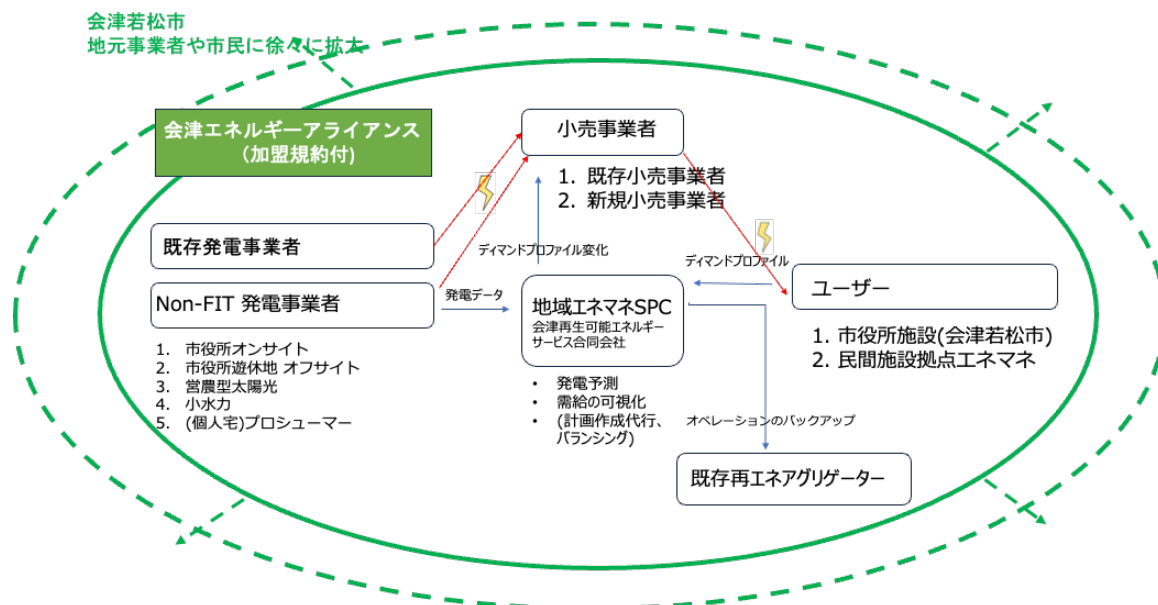 会津若松市
地元事業者や市民に徐々に拡大
会津エネルギーアライアンス
(加盟規約付)
小売事業者
1. 既存小売事業者
2. 新規小売事業者
既存発電事業者
ディマンドプロファイル変化
ディマンドプロファイル
Non-FIT 発電事業者
発電データ
地域エネマネSPC
会津再生可能エネルギー
サービス合同会社
ユーザー
1. 市役所オンサイト
2. 市役所遊休地 オフサイト
3. 営農型太陽光
4. 小水力
5. (個人宅)プロシューマー
• 発電予測
• 需給の可視化
• (計画作成代行、
バランシング)
1. 市役所施設(会津若松市)
2. 民間施設拠点エネマネ
オペレーションのバックアップ
既存再エネアグリゲーター